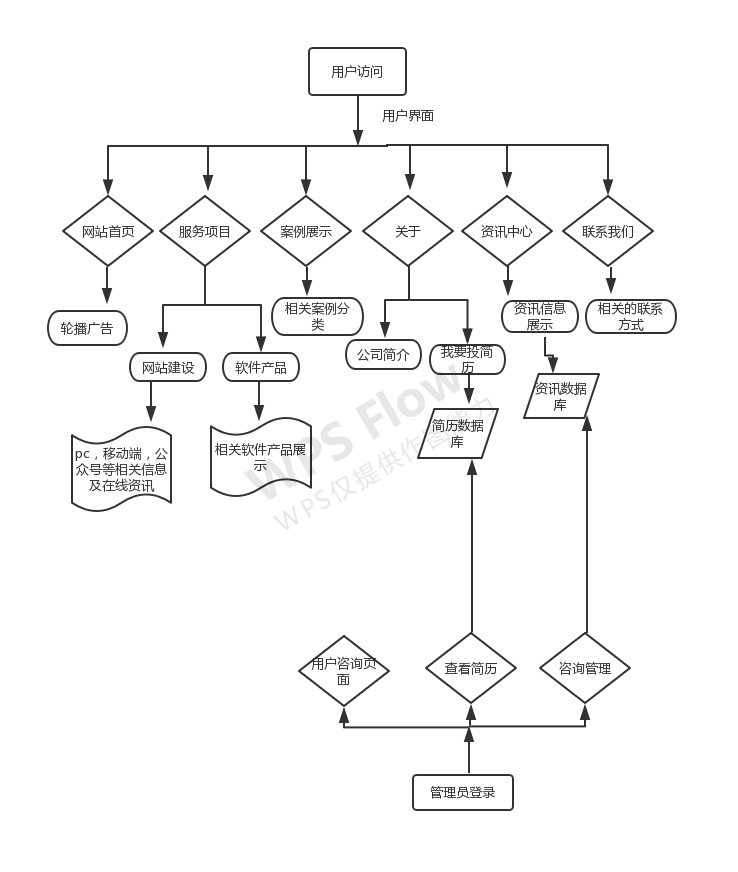 用户访问
用户界面
网站首页
服务项目
案例展示
关于
资讯中心
联系我们
轮播广告
相关案例分
类
资讯信息
展示
相关的联系
方式
网站建设
软件产品
公司简介
我要投简
历
资讯数据
库
pc，移动端，公
众号等相关信息
及在线资讯
相关软件产品展
示
简历数据
库
WPS Flow
WPS仅提供作图能力
用户咨询页
面
查看简历
咨询管理
管理员登录